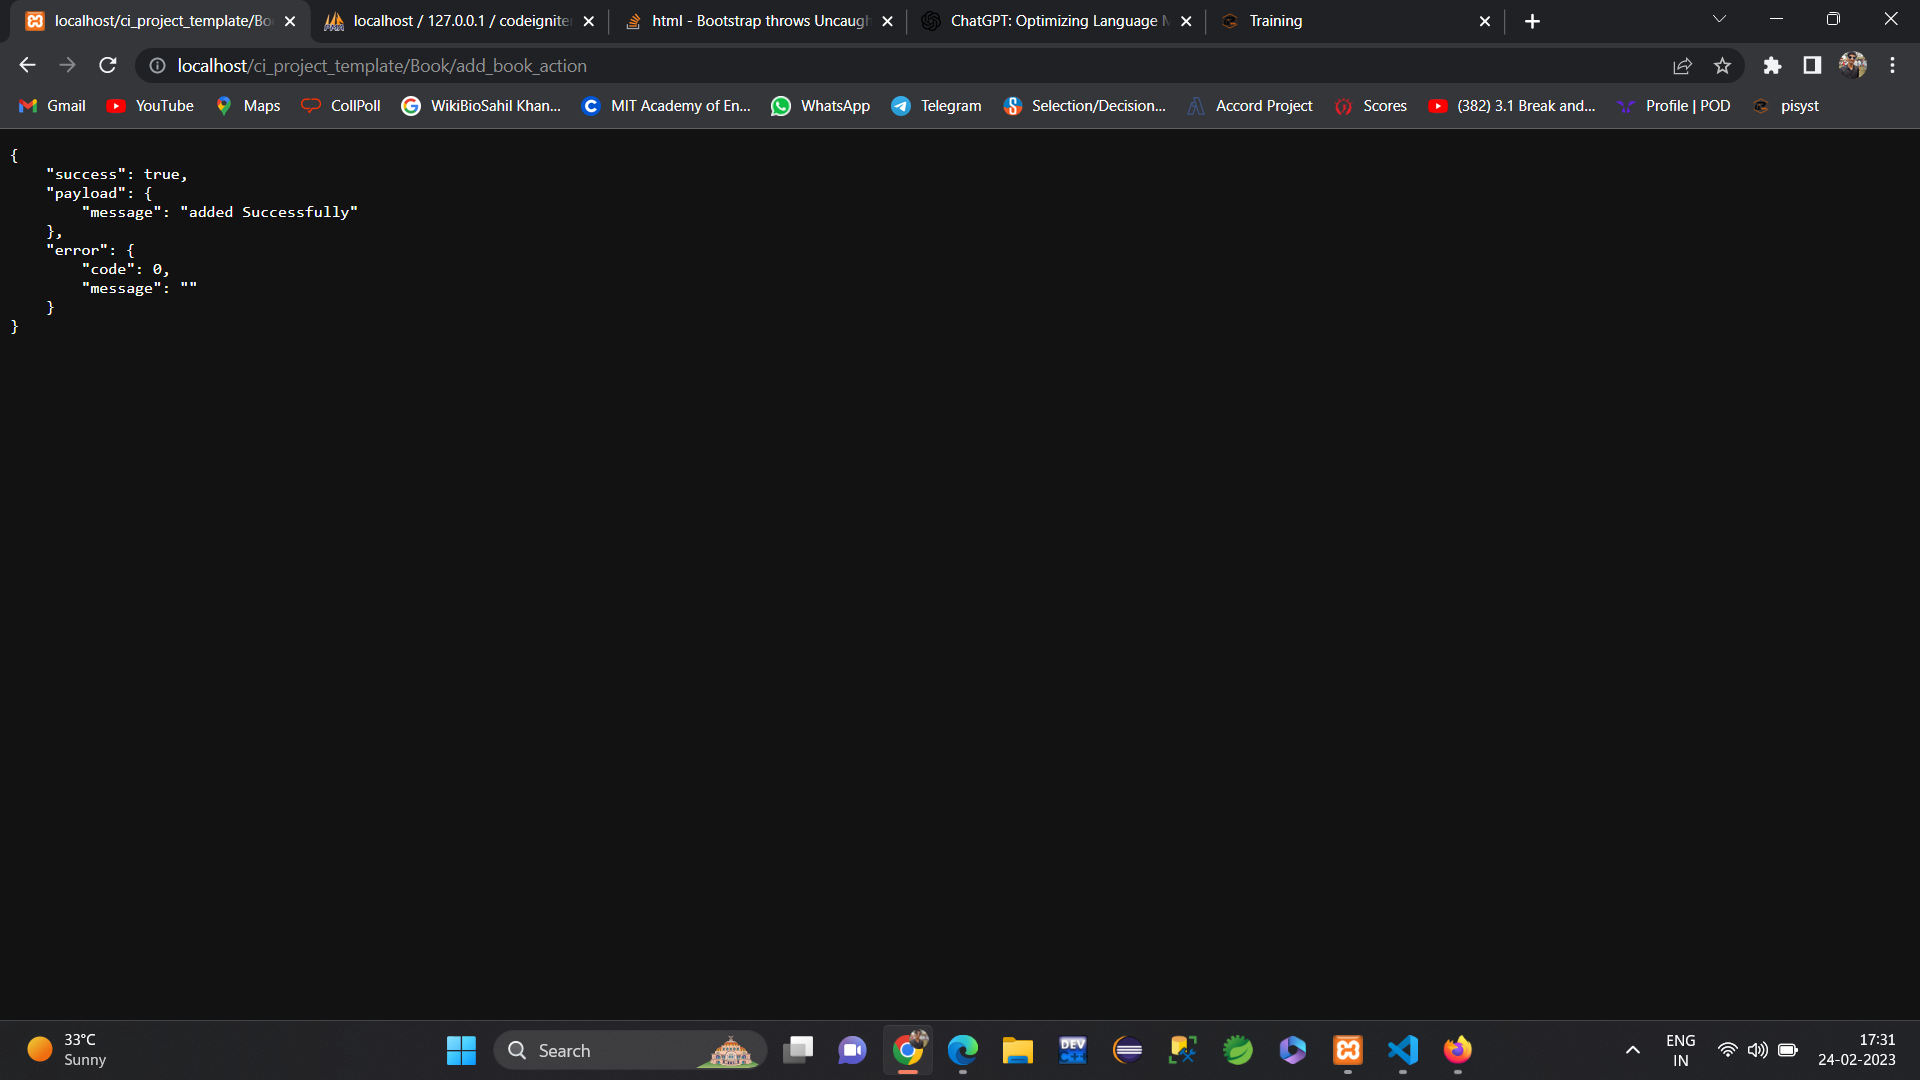 localhost/ci_project_template/Bo
localhost / 127.0.0.1 / codeignite
html - Bootstrap throws Uncaugh
ChatGPT: Optimizing Language M
Training
localhost/ci_project_template/Book/add_book_action
Gmail
YouTube
Maps
CollPoll
WikiBioSahil Khan...
MIT Academy of En...
WhatsApp
Telegram
Selection/Decision...
Accord Project
Scores
(382) 3.1 Break and...
Profile | POD
pisyst
{
    "success": true,
    "payload": {
        "message": "added Successfully"
    },
    "error": {
        "code": 0,
        "message": ""
    }
}
33°C
Sunny
Search
DEV
ENG
IN
17:31
24-02-2023